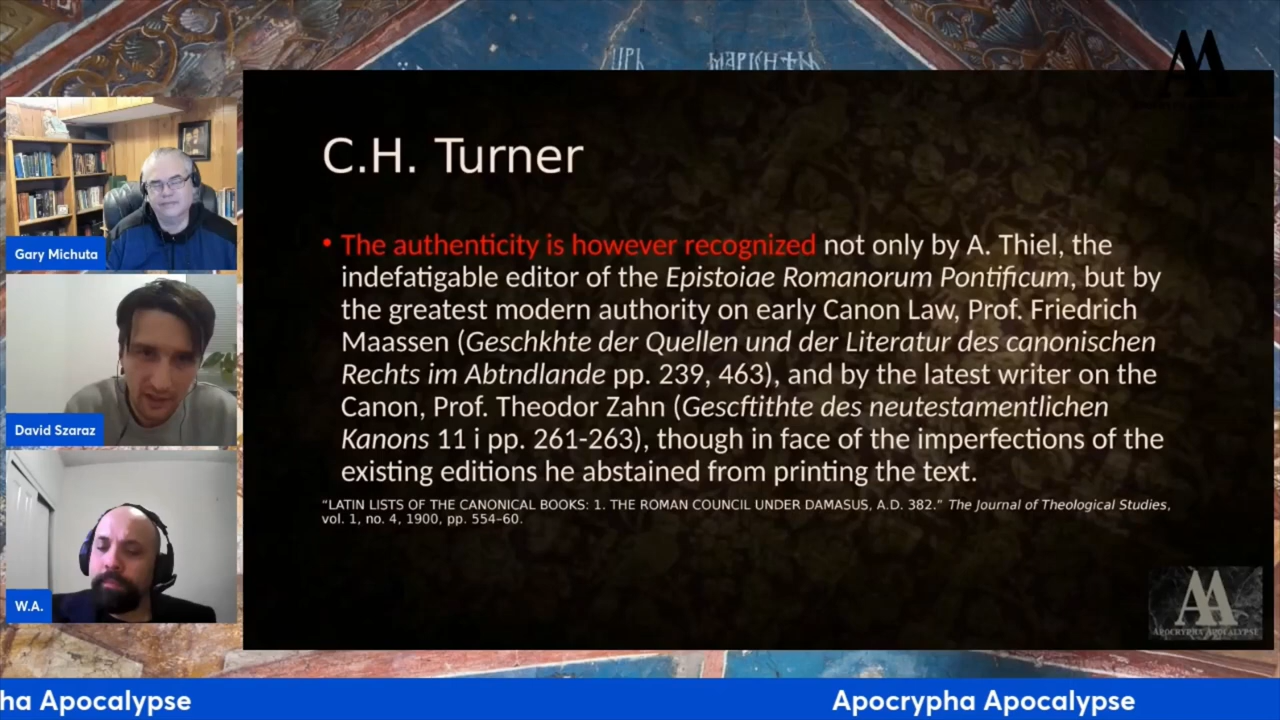 ЦРЬ МАРКИѦНЬ
C.H. Turner
• The authenticity is however recognized not only by A. Thiel, the
indefatigable editor of the Epistoiae Romanorum Pontificum, but by
the greatest modern authority on early Canon Law, Prof. Friedrich
Maassen (Geschkhte der Quellen und der Literatur des canonischen
Rechts im Abtndlande pp. 239, 463), and by the latest writer on the
Canon, Prof. Theodor Zahn (Gescftithte des neutestamentlichen
Kanons 11 i pp. 261-263), though in face of the imperfections of the
existing editions he abstained from printing the text.
“LATIN LISTS OF THE CANONICAL BOOKS: 1. THE ROMAN COUNCIL UNDER DAMASUS, A.D. 382.” The Journal of Theological Studies,
vol. 1, no. 4, 1900, pp. 554–60.
Gary Michuta
David Szaraz
W.A.
AA
AA
APOCRYPHA APOCALYPSE
ha Apocalypse
Apocrypha Apocalypse